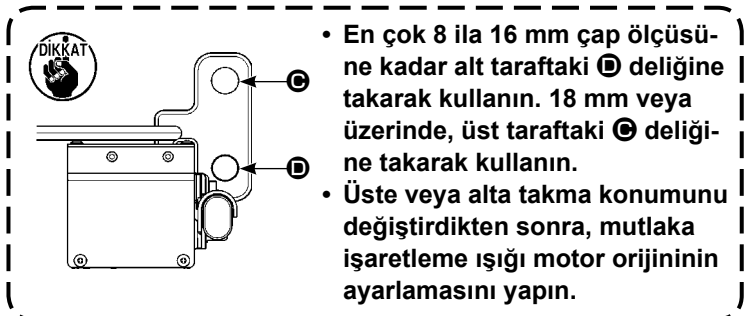 DİKKAT
C
D
• En çok 8 ila 16 mm çap ölçüsü-
ne kadar alt taraftaki D deliğine
takarak kullanın. 18 mm veya
üzerinde, üst taraftaki C deliği-
ne takarak kullanın.
• Üste veya alta takma konumunu
değiştirdikten sonra, mutlaka
işaretleme ışığı motor orijininin
ayarlamasını yapın.